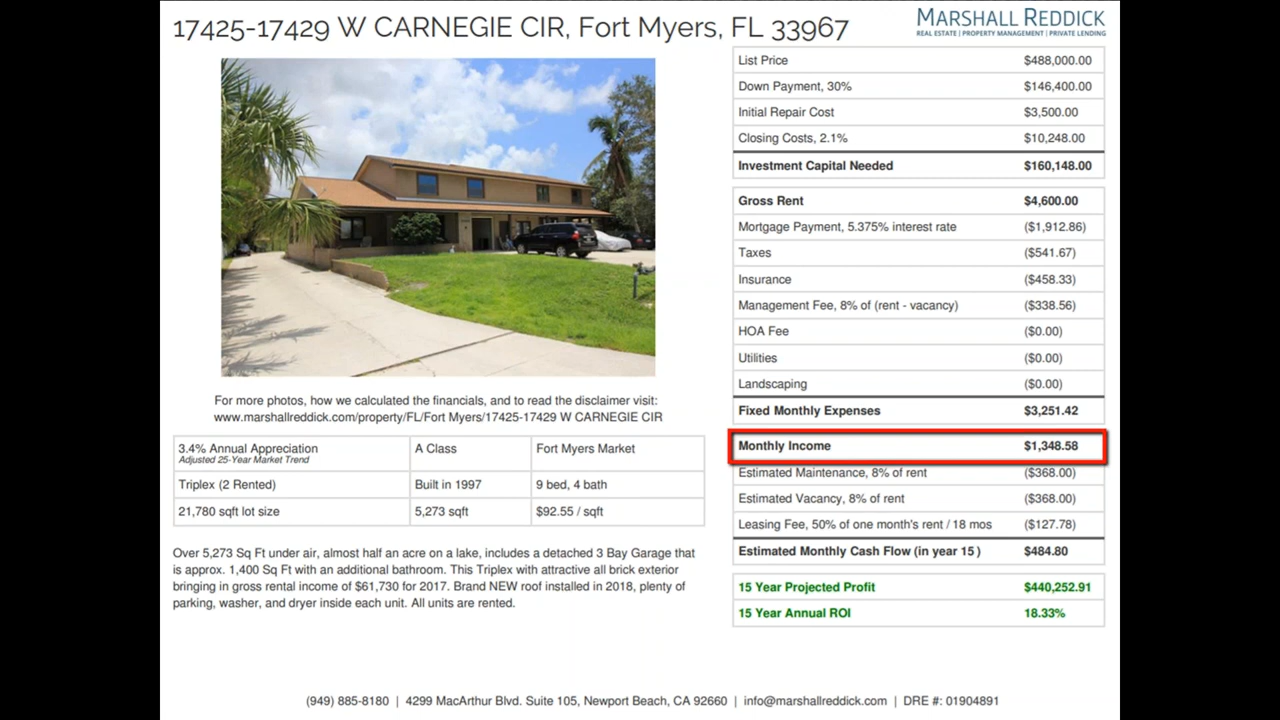 17425-17429 W CARNEGIE CIR, Fort Myers, FL 33967
MARSHALL REDDICK
REAL ESTATE | PROPERTY MANAGEMENT | PRIVATE LENDING
For more photos, how we calculated the financials, and to read the disclaimer visit:
www.marshallreddick.com/property/FL/Fort Myers/17425-17429 W CARNEGIE CIR
3.4% Annual Appreciation A Class Fort Myers Market
Adjusted 25-Year Market Trend
Triplex (2 Rented) Built in 1997 9 bed, 4 bath
21,780 sqft lot size 5,273 sqft $92.55 / sqft
Over 5,273 Sq Ft under air, almost half an acre on a lake, includes a detached 3 Bay Garage that
is approx. 1,400 Sq Ft with an additional bathroom. This Triplex with attractive all brick exterior
bringing in gross rental income of $61,730 for 2017. Brand NEW roof installed in 2018, plenty of
parking, washer, and dryer inside each unit. All units are rented.
List Price $488,000.00
Down Payment, 30% $146,400.00
Initial Repair Cost $3,500.00
Closing Costs, 2.1% $10,248.00
Investment Capital Needed $160,148.00
Gross Rent $4,600.00
Mortgage Payment, 5.375% interest rate ($1,912.86)
Taxes ($541.67)
Insurance ($458.33)
Management Fee, 8% of (rent - vacancy) ($338.56)
HOA Fee ($0.00)
Utilities ($0.00)
Landscaping ($0.00)
Fixed Monthly Expenses $3,251.42
Monthly Income $1,348.58
Estimated Maintenance, 8% of rent ($368.00)
Estimated Vacancy, 8% of rent ($368.00)
Leasing Fee, 50% of one month's rent / 18 mos ($127.78)
Estimated Monthly Cash Flow (in year 15 ) $484.80
15 Year Projected Profit $440,252.91
15 Year Annual ROI 18.33%
(949) 885-8180 | 4299 MacArthur Blvd. Suite 105, Newport Beach, CA 92660 | info@marshallreddick.com | DRE #: 01904891